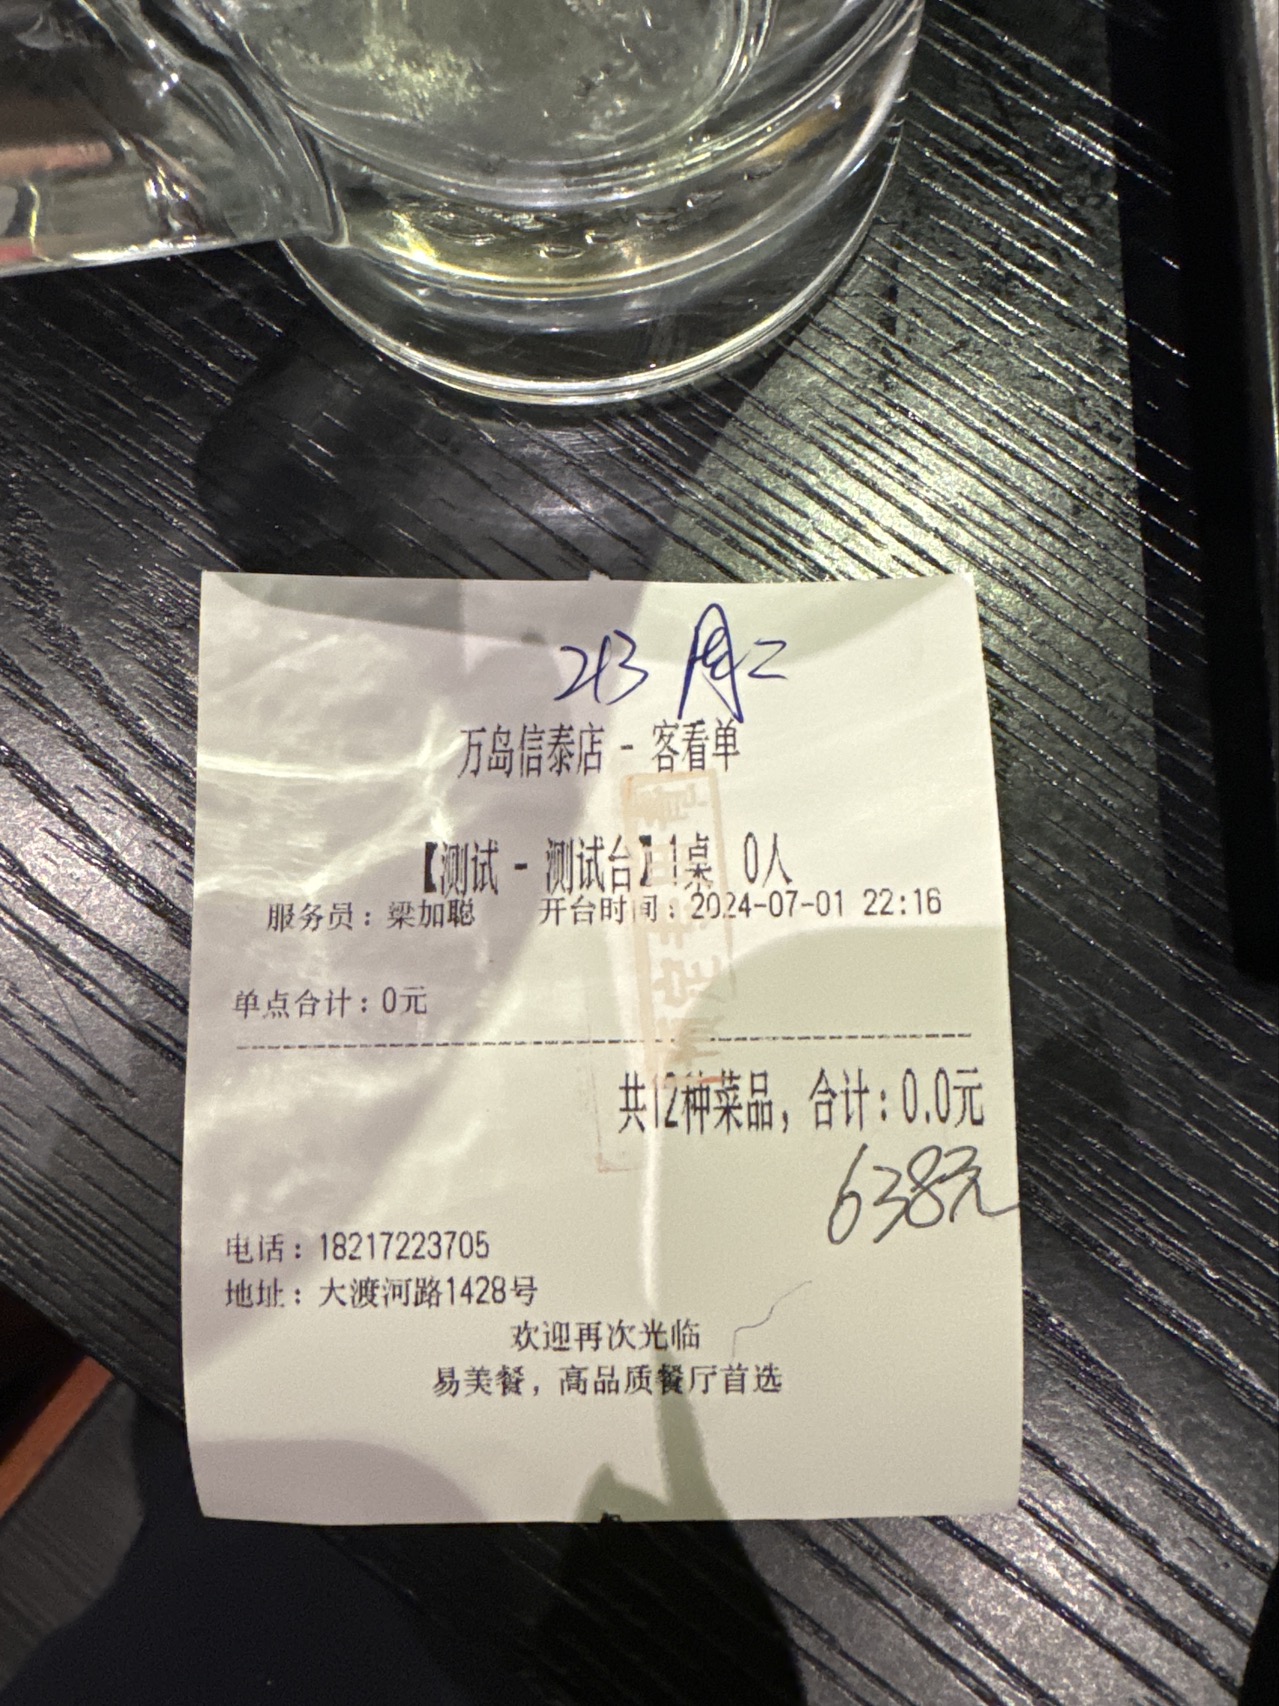 213 周二
万岛信泰店 - 客看单
【测试 - 测试台】1桌 0人
服务员：梁加聪 开台时间：2024-07-01 22:16
单点合计：0元
共12种菜品，合计：0.0元
638元
电话：18217223705
地址：大渡河路1428号
欢迎再次光临
易美餐，高品质餐厅首选